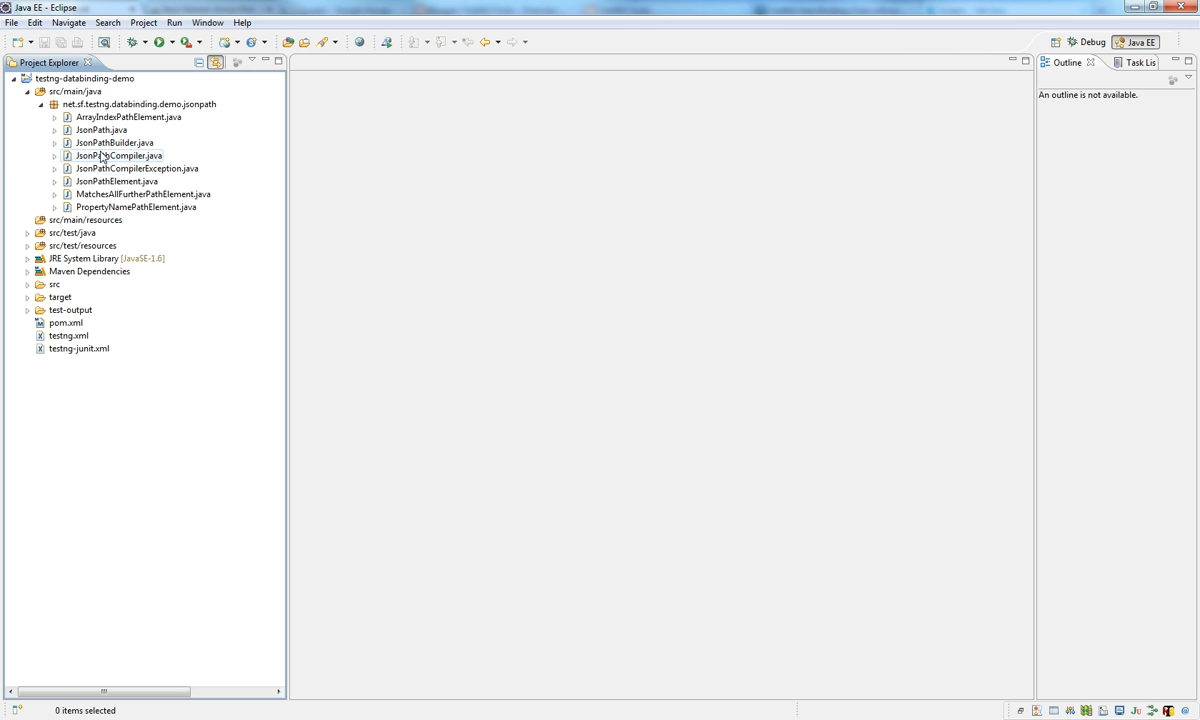 Java EE - Eclipse
File Edit Navigate Search Project Run Window Help
Debug Java EE
Project Explorer
Outline Task Lis
testng-databinding-demo
src/main/java
An outline is not available.
net.sf.testng.databinding.demo.jsonpath
ArrayIndexPathElement.java
JsonPath.java
JsonPathBuilder.java
JsonPathCompiler.java
JsonPathCompilerException.java
JsonPathElement.java
MatchesAllFurtherPathElement.java
PropertyNamePathElement.java
src/main/resources
src/test/java
src/test/resources
JRE System Library [JavaSE-1.6]
Maven Dependencies
src
target
test-output
pom.xml
testng.xml
testng-junit.xml
0 items selected